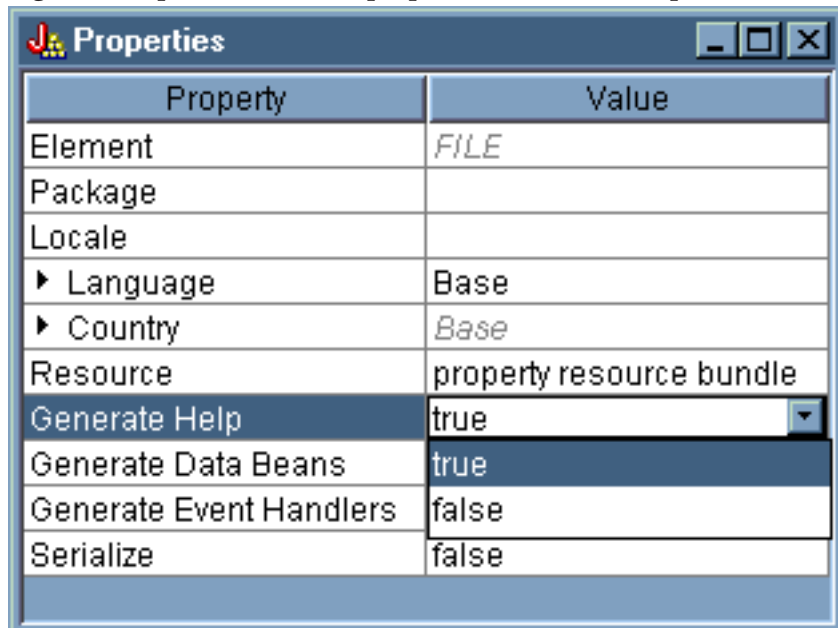 Properties
Property Value
Element FILE
Package
Locale
Language Base
Country Base
Resource property resource bundle
Generate Help true
Generate Data Beans true
Generate Event Handlers false
Serialize false